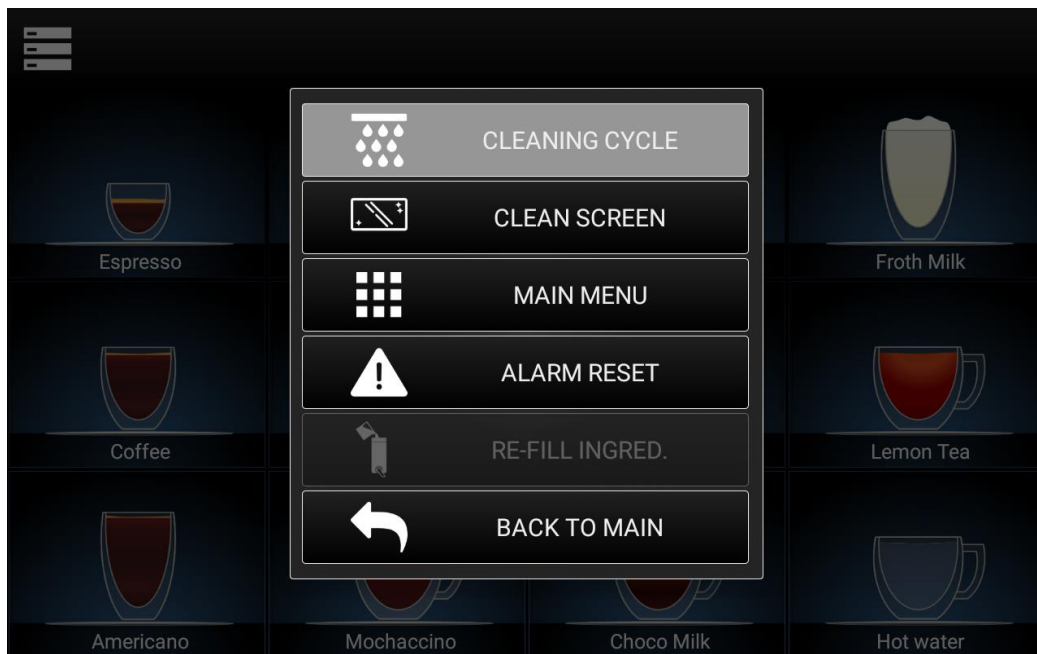 CLEANING CYCLE
CLEAN SCREEN
Espresso
Froth Milk
MAIN MENU
ALARM RESET
Coffee
RE-FILL INGRED.
Lemon Tea
BACK TO MAIN
Americano
Mochaccino
Choco Milk
Hot water